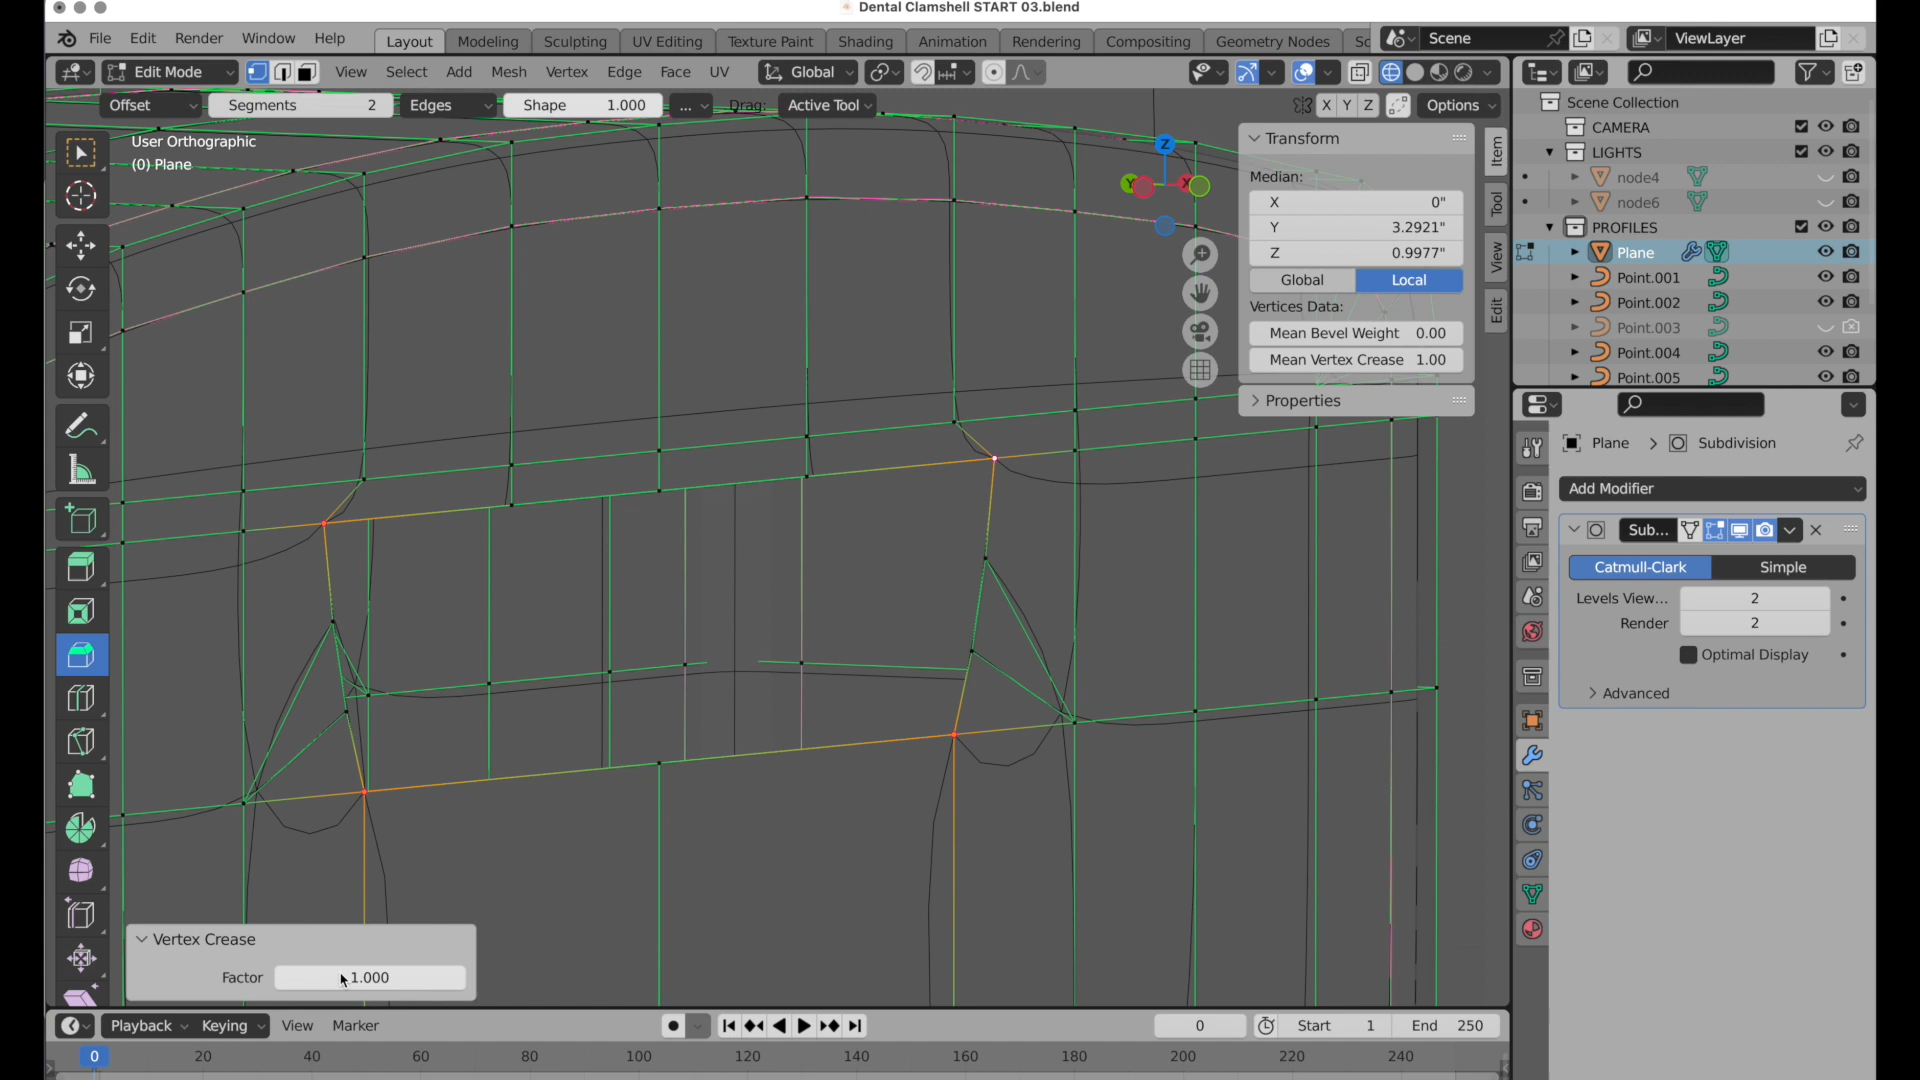 Dental Clamshell START 03.blend
File Edit Render Window Help Layout Modeling Sculpting UV Editing Texture Paint Shading Animation Rendering Compositing Geometry Nodes Sc Scene ViewLayer
Edit Mode View Select Add Mesh Vertex Edge Face UV Global
Offset Segments 2 Edges Shape 1.000 ... Drag: Active Tool X Y Z Options
User Orthographic
(0) Plane
Z
Y
X
Transform
Median:
X 0"
Y 3.2921"
Z 0.9977"
Global Local
Vertices Data:
Mean Bevel Weight 0.00
Mean Vertex Crease 1.00
Properties
Item
Tool
View
Edit
Scene Collection
CAMERA
LIGHTS
node4
node6
PROFILES
Plane
Point.001
Point.002
Point.003
Point.004
Point.005
Plane > Subdivision
Add Modifier
Sub...
Catmull-Clark Simple
Levels View... 2
Render 2
Optimal Display
Advanced
Vertex Crease
Factor 1.000
Playback Keying View Marker 0 Start 1 End 250
0 20 40 60 80 100 120 140 160 180 200 220 240